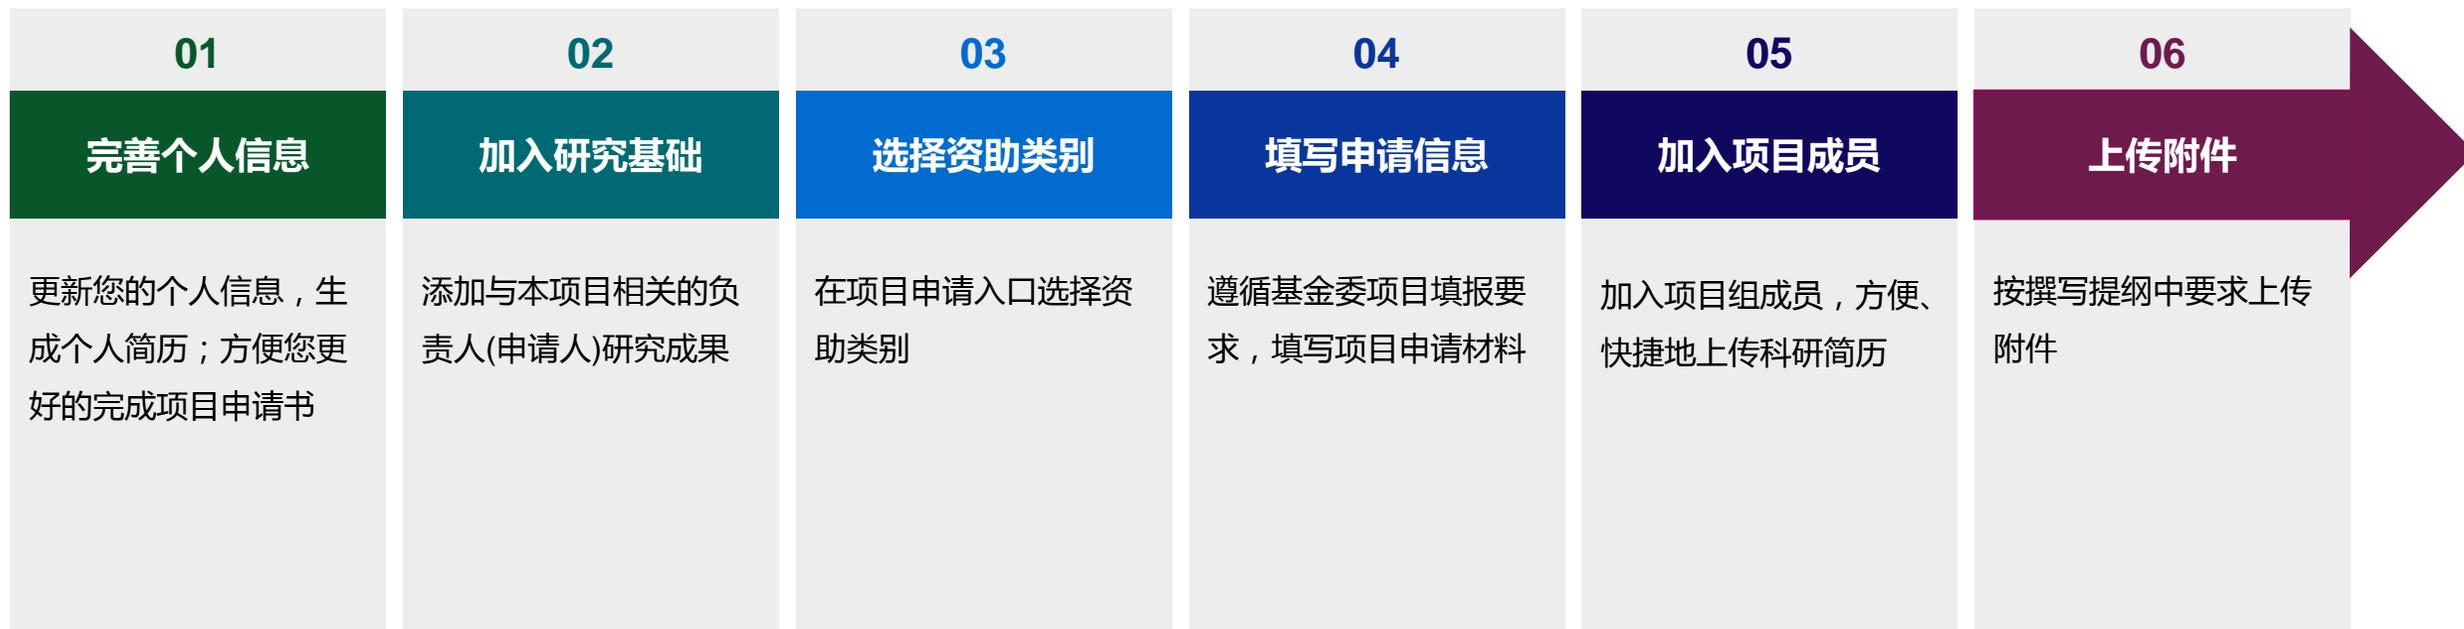 01
完善个人信息
更新您的个人信息，生
成个人简历；方便您更
好的完成项目申请书
02
加入研究基础
添加与本项目相关的负
责人(申请人)研究成果
03
选择资助类别
在项目申请入口选择资
助类别
04
填写申请信息
遵循基金委项目填报要
求，填写项目申请材料
05
加入项目成员
加入项目组成员，方便、
快捷地上传科研简历
06
上传附件
按撰写提纲中要求上传
附件